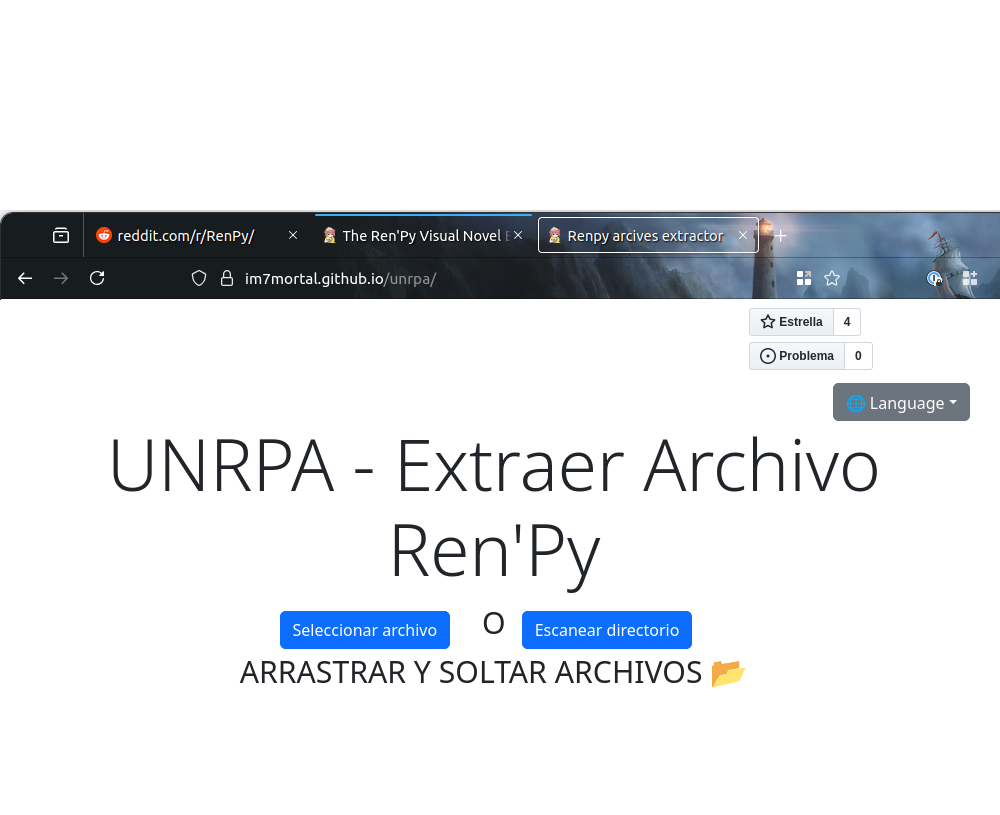 reddit.com/r/RenPy/
The Ren'Py Visual Novel
Renpy arcives extractor
im7mortal.github.io/unrpa/
Estrella 4
Problema 0
Language
UNRPA - Extraer Archivo
Ren'Py
Seleccionar archivo O Escanear directorio
ARRASTRAR Y SOLTAR ARCHIVOS